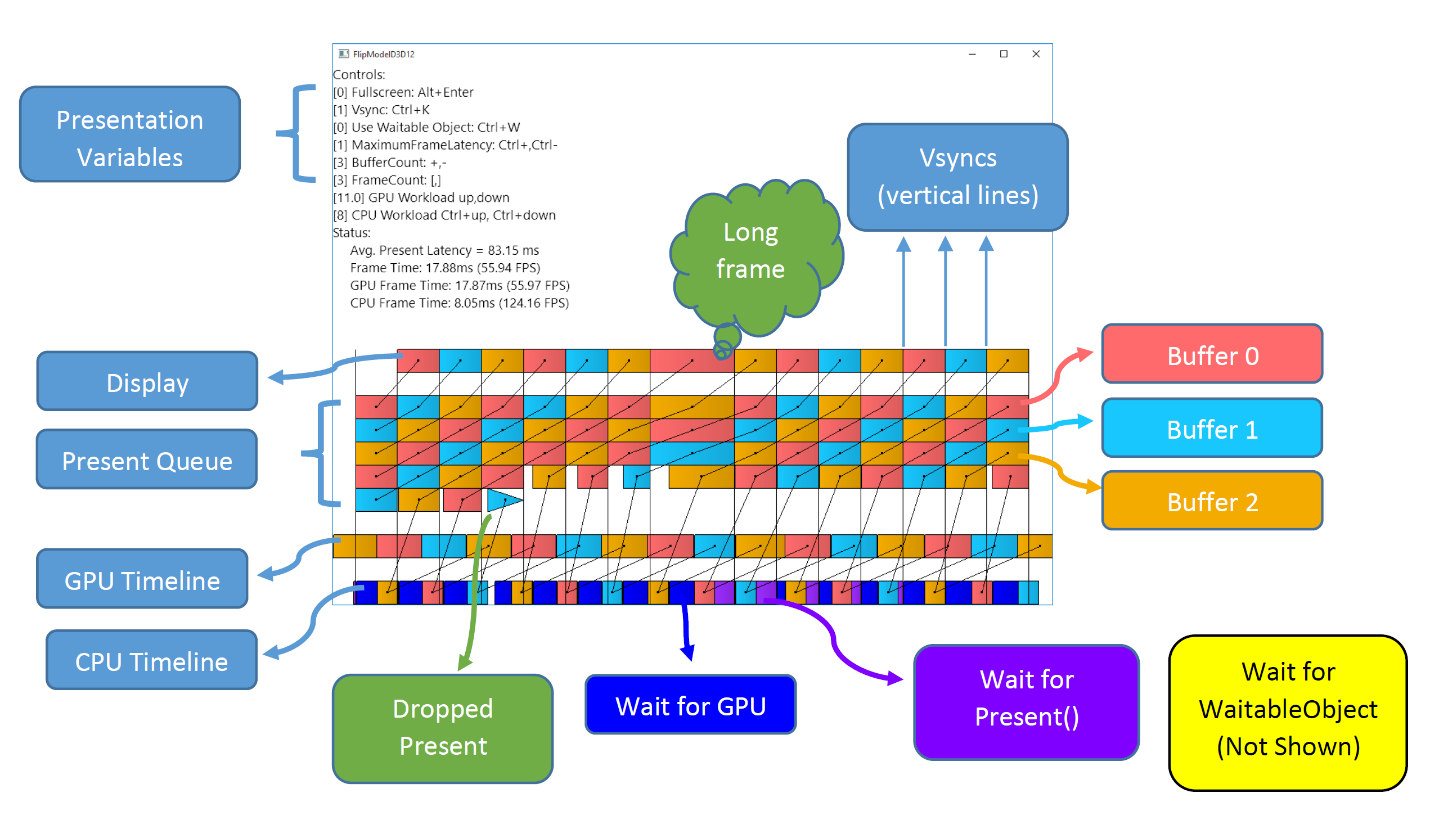 FlipModelD3D12
Controls:
[0] Fullscreen: Alt+Enter
[1] Vsync: Ctrl+K
[0] Use Waitable Object: Ctrl+W
[1] MaximumFrameLatency: Ctrl+,Ctrl-
[3] BufferCount: +,-
[3] FrameCount: [,]
[11.0] GPU Workload up,down
[8] CPU Workload Ctrl+up, Ctrl+down
Status:
Avg. Present Latency = 83.15 ms
Frame Time: 17.88ms (55.94 FPS)
GPU Frame Time: 17.87ms (55.97 FPS)
CPU Frame Time: 8.05ms (124.16 FPS)
Presentation
Variables
Vsyncs
(vertical lines)
Long
frame
Display
Present Queue
GPU Timeline
CPU Timeline
Buffer 0
Buffer 1
Buffer 2
Dropped
Present
Wait for GPU
Wait for
Present()
Wait for
WaitableObject
(Not Shown)